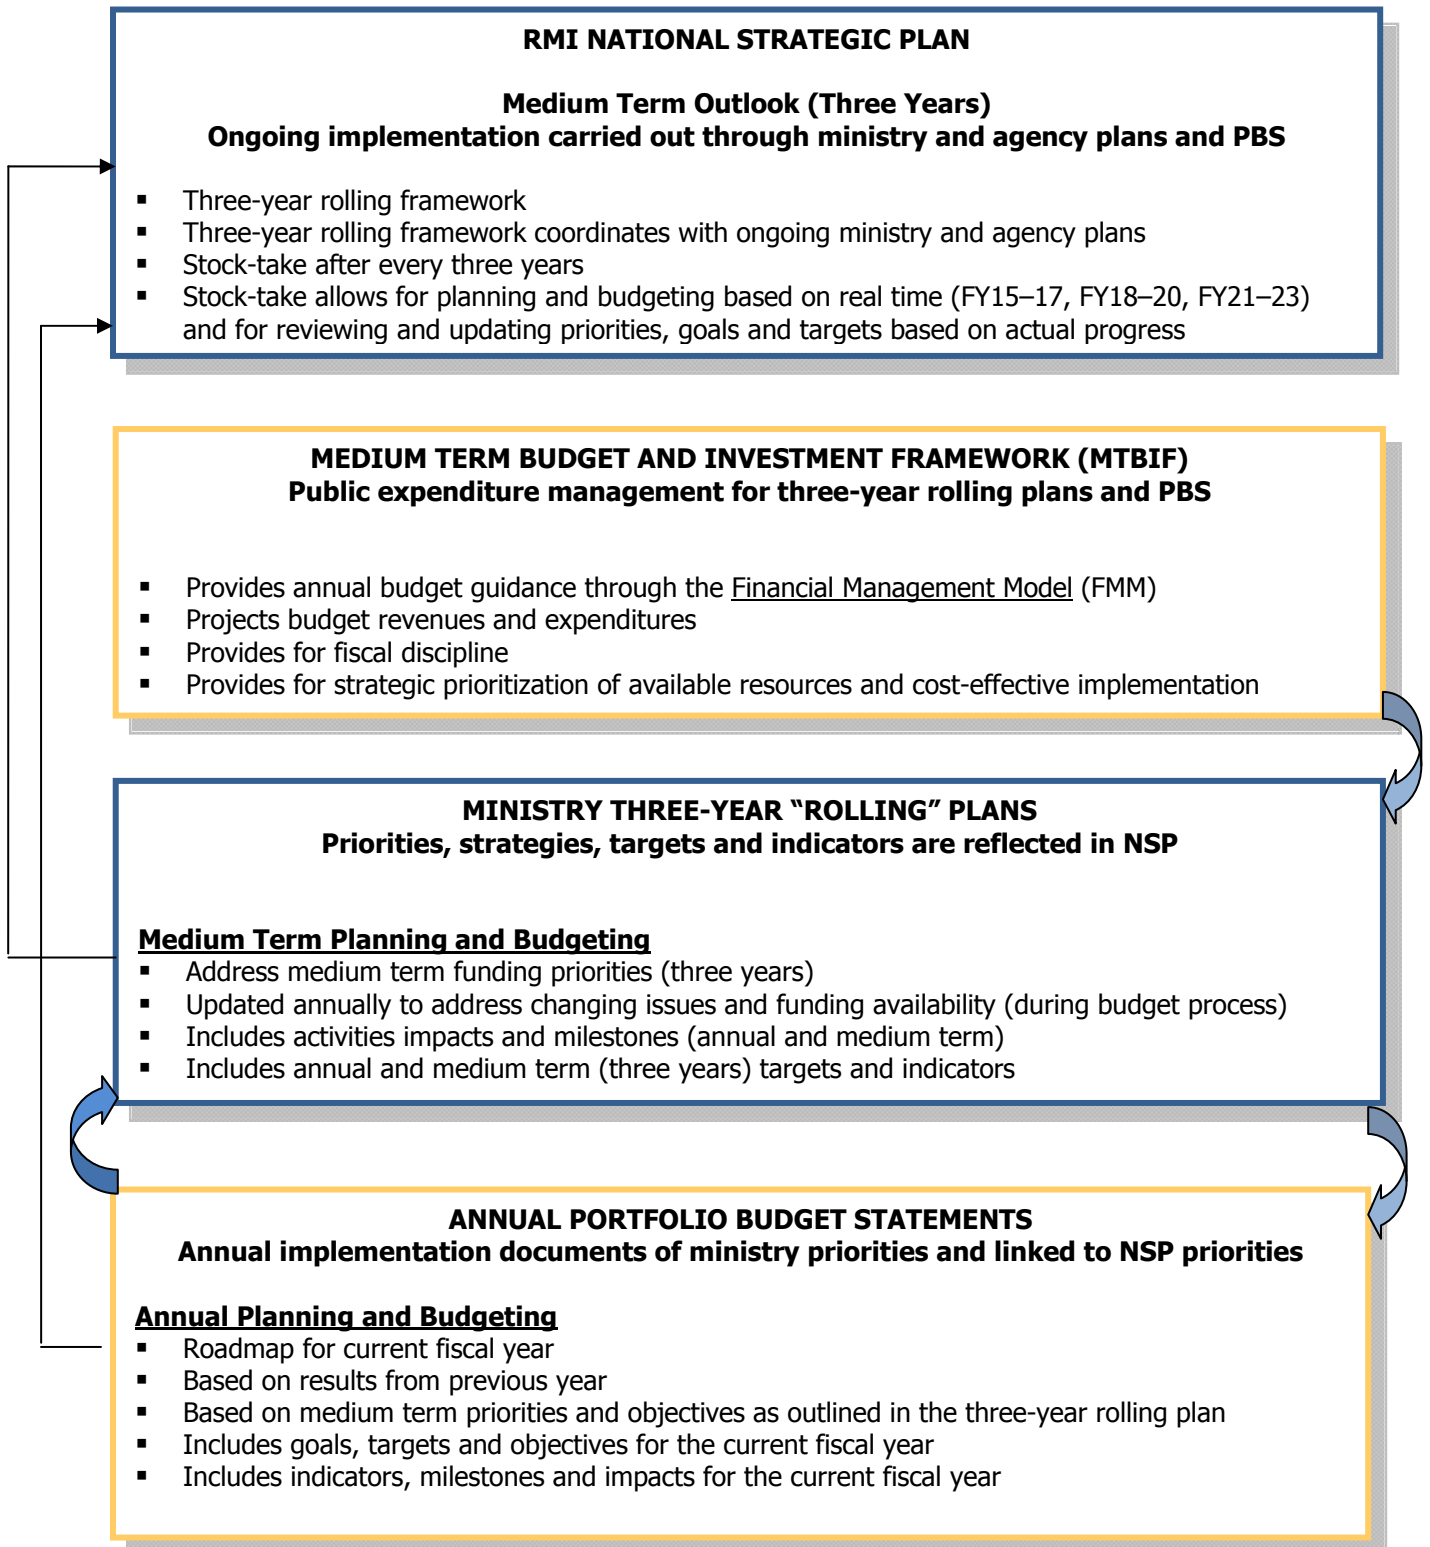 RMI NATIONAL STRATEGIC PLAN
Medium Term Outlook (Three Years)
Ongoing implementation carried out through ministry and agency plans and PBS
▪ Three-year rolling framework
▪ Three-year rolling framework coordinates with ongoing ministry and agency plans
▪ Stock-take after every three years
▪ Stock-take allows for planning and budgeting based on real time (FY15–17, FY18–20, FY21–23)
and for reviewing and updating priorities, goals and targets based on actual progress
MEDIUM TERM BUDGET AND INVESTMENT FRAMEWORK (MTBIF)
Public expenditure management for three-year rolling plans and PBS
▪ Provides annual budget guidance through the Financial Management Model (FMM)
▪ Projects budget revenues and expenditures
▪ Provides for fiscal discipline
▪ Provides for strategic prioritization of available resources and cost-effective implementation
MINISTRY THREE-YEAR “ROLLING” PLANS
Priorities, strategies, targets and indicators are reflected in NSP
Medium Term Planning and Budgeting
▪ Address medium term funding priorities (three years)
▪ Updated annually to address changing issues and funding availability (during budget process)
▪ Includes activities impacts and milestones (annual and medium term)
▪ Includes annual and medium term (three years) targets and indicators
ANNUAL PORTFOLIO BUDGET STATEMENTS
Annual implementation documents of ministry priorities and linked to NSP priorities
Annual Planning and Budgeting
▪ Roadmap for current fiscal year
▪ Based on results from previous year
▪ Based on medium term priorities and objectives as outlined in the three-year rolling plan
▪ Includes goals, targets and objectives for the current fiscal year
▪ Includes indicators, milestones and impacts for the current fiscal year